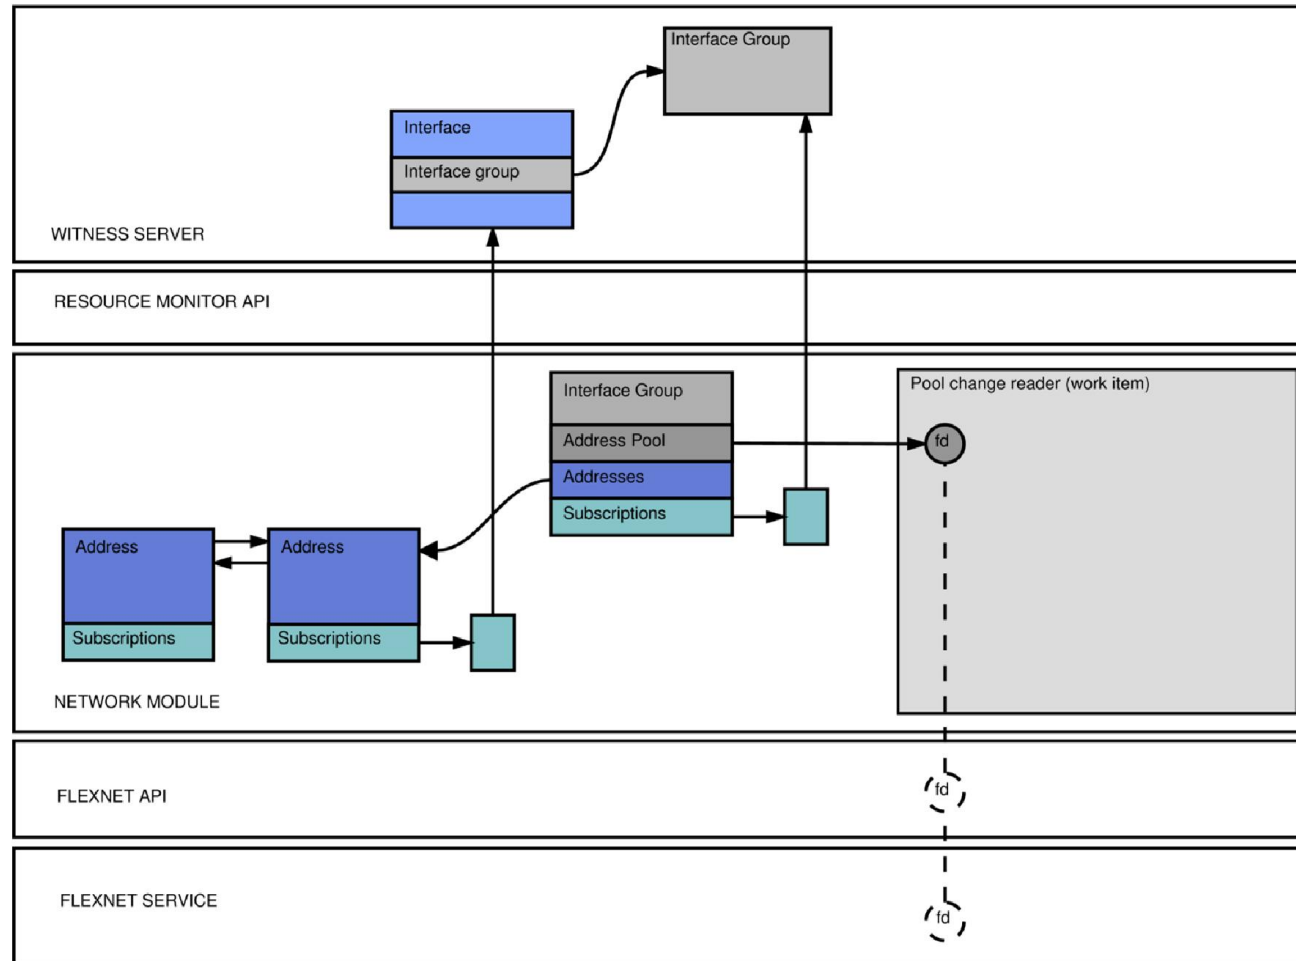 Interface Group
Interface
Interface group
WITNESS SERVER
RESOURCE MONITOR API
Interface Group
Address Pool
Addresses
Subscriptions
Pool change reader (work item)
fd
Address
Subscriptions
Address
Subscriptions
NETWORK MODULE
FLEXNET API
fd
FLEXNET SERVICE
fd